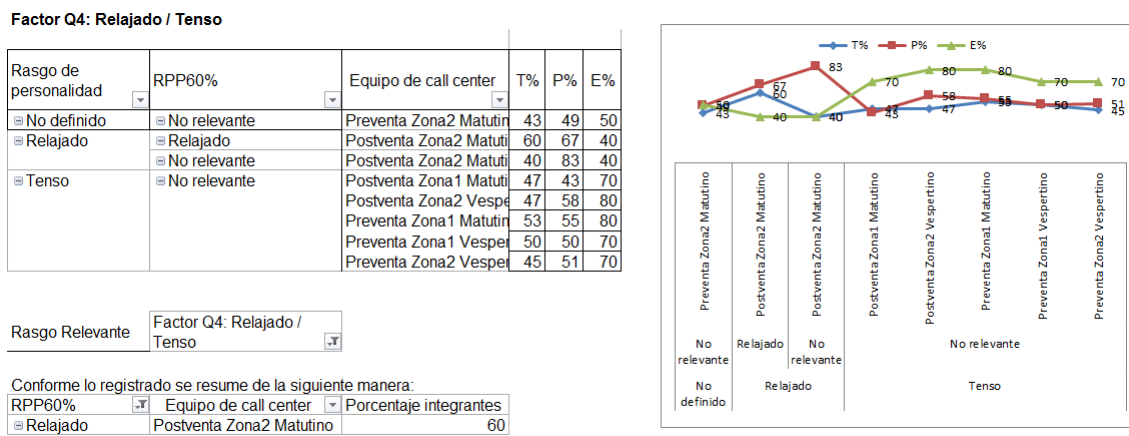 Factor Q4: Relajado / Tenso
Rasgo de
personalidad RPP60% Equipo de call center T% P% E%
No definido No relevante Preventa Zona2 Matutin 43 49 50
Relajado Relajado Postventa Zona2 Matuti 60 67 40
No relevante Postventa Zona2 Matuti 40 83 40
Tenso No relevante Postventa Zona1 Matuti 47 43 70
Postventa Zona2 Vespe 47 58 80
Preventa Zona1 Matutin 53 55 80
Preventa Zona1 Vesper 50 50 70
Preventa Zona2 Vesper 45 51 70
Rasgo Relevante Factor Q4: Relajado /
Tenso
Conforme lo registrado se resume de la siguiente manera:
RPP60% Equipo de call center Porcentaje integrantes
Relajado Postventa Zona2 Matutino 60
T% P% E%
83
67
60
70
80
80
70
70
43
40
40
43
58
47
55
50
51
45
Preventa Zona2 Matutino
Postventa Zona2 Matutino
Postventa Zona2 Matutino
Postventa Zona1 Matutino
Postventa Zona2 Vespertino
Preventa Zona1 Matutino
Preventa Zona1 Vespertino
Preventa Zona2 Vespertino
No
relevante
Relajado
No
relevante
No relevante
No
definido
Relajado
Tenso